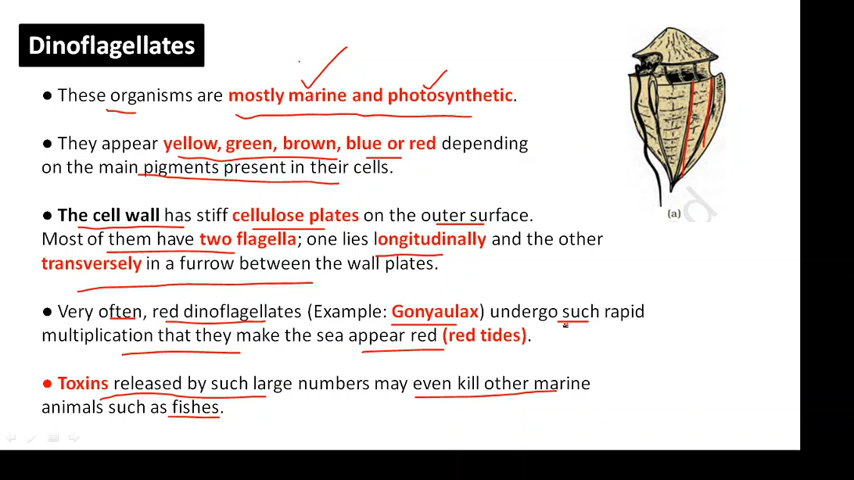 Dinoflagellates
● These organisms are mostly marine and photosynthetic.
● They appear yellow, green, brown, blue or red depending
on the main pigments present in their cells.
● The cell wall has stiff cellulose plates on the outer surface.
Most of them have two flagella; one lies longitudinally and the other
transversely in a furrow between the wall plates.
● Very often, red dinoflagellates (Example: Gonyaulax) undergo such rapid
multiplication that they make the sea appear red (red tides).
● Toxins released by such large numbers may even kill other marine
animals such as fishes.
(a)
d